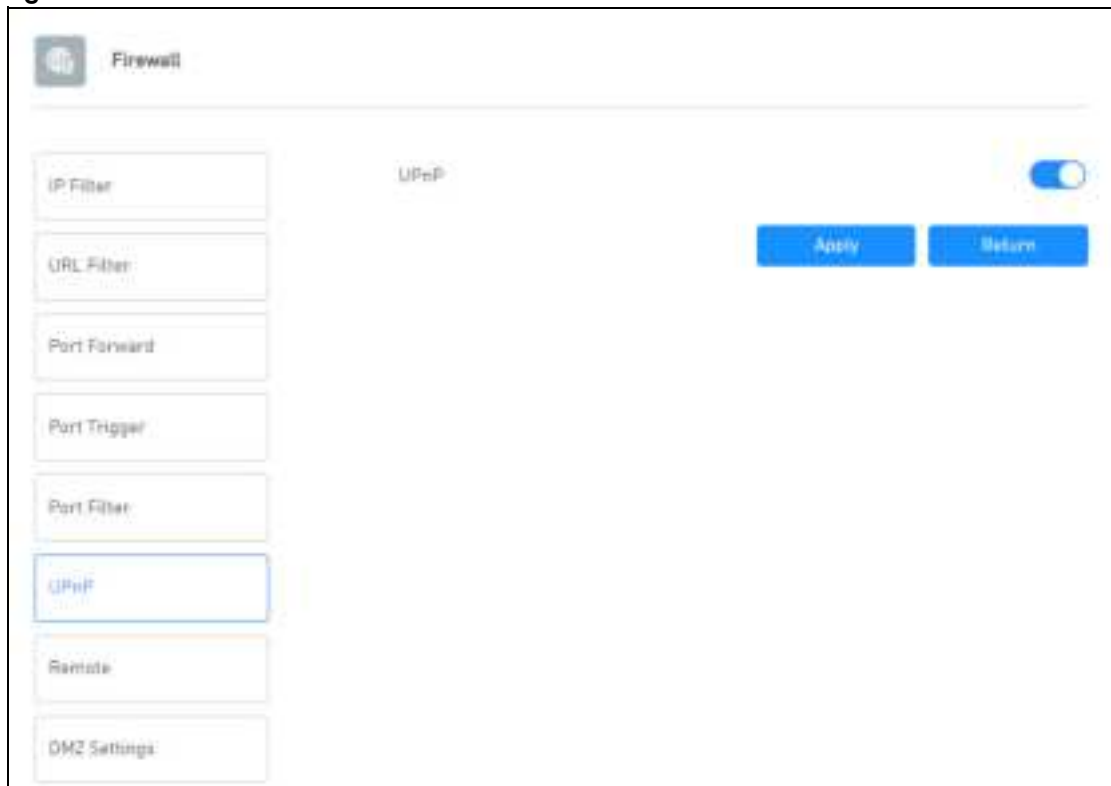 Firewall
IP Filter
URL Filter
Port Forward
Port Trigger
Port Filter
UPnP
Remote
DMZ Settings
UPnP
Apply
Return